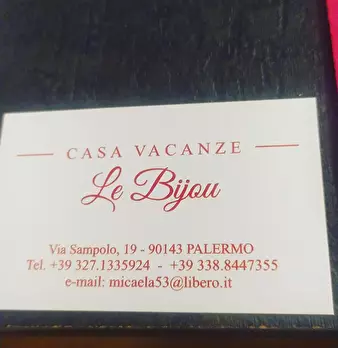 CASA VACANZE
Le Bijou
Via Sampolo, 19 - 90143 PALERMO
Tel. +39 327.1335924 - +39 338.8447355
e-mail: micaela53@libero.it